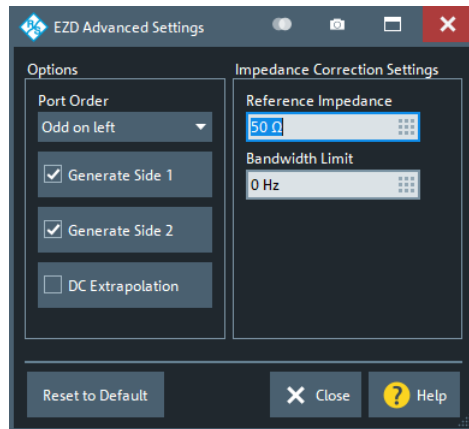 EZD Advanced Settings
Options
Port Order
Odd on left
Generate Side 1
Generate Side 2
DC Extrapolation
Impedance Correction Settings
Reference Impedance
50 Ω
Bandwidth Limit
0 Hz
Reset to Default
Close
? Help